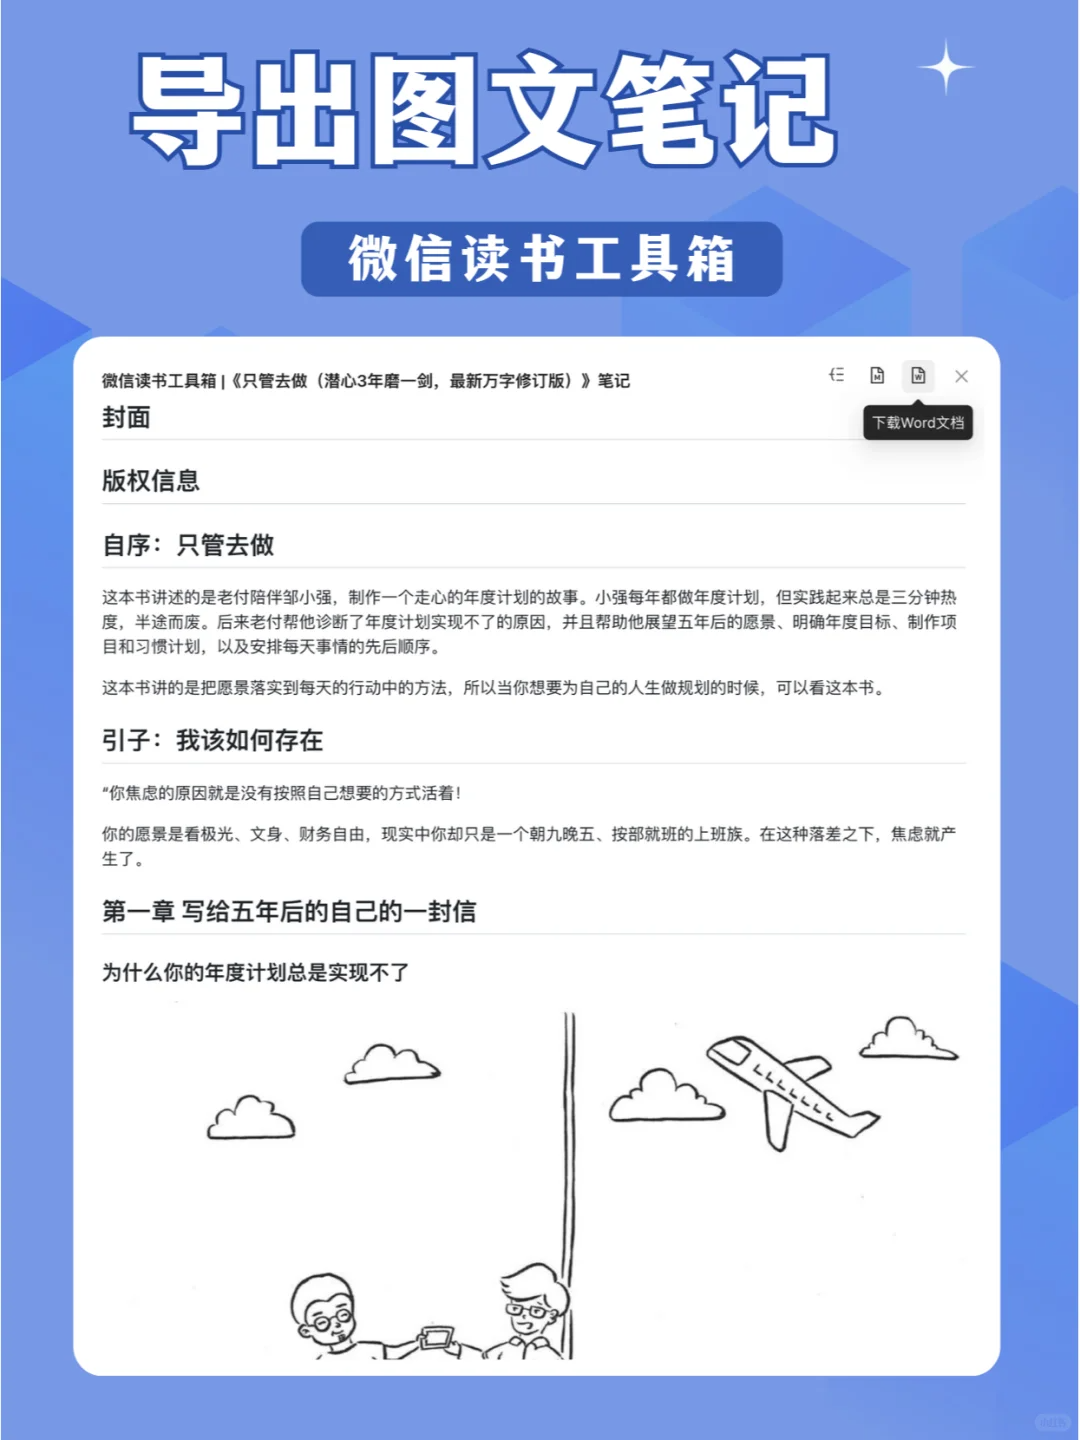 导出图文笔记
微信读书工具箱
微信读书工具箱 |《只管去做（潜心3年磨一剑，最新万字修订版）》笔记
下载Word文档
封面
版权信息
自序：只管去做
这本书讲述的是老付陪伴邹小强，制作一个走心的年度计划的故事。小强每年都做年度计划，但实践起来总是三分钟热
度，半途而废。后来老付帮他诊断了年度计划实现不了的原因，并且帮助他展望五年后的愿景、明确年度目标、制作项
目和习惯计划，以及安排每天事情的先后顺序。
这本书讲的是把愿景落实到每天的行动中的方法，所以当你想要为自己的人生做规划的时候，可以看这本书。
引子：我该如何存在
“你焦虑的原因就是没有按照自己想要的方式活着！
你的愿景是看极光、文身、财务自由，现实中你却只是一个朝九晚五、按部就班的上班族。在这种落差之下，焦虑就产
生了。
第一章 写给五年后的自己的一封信
为什么你的年度计划总是实现不了